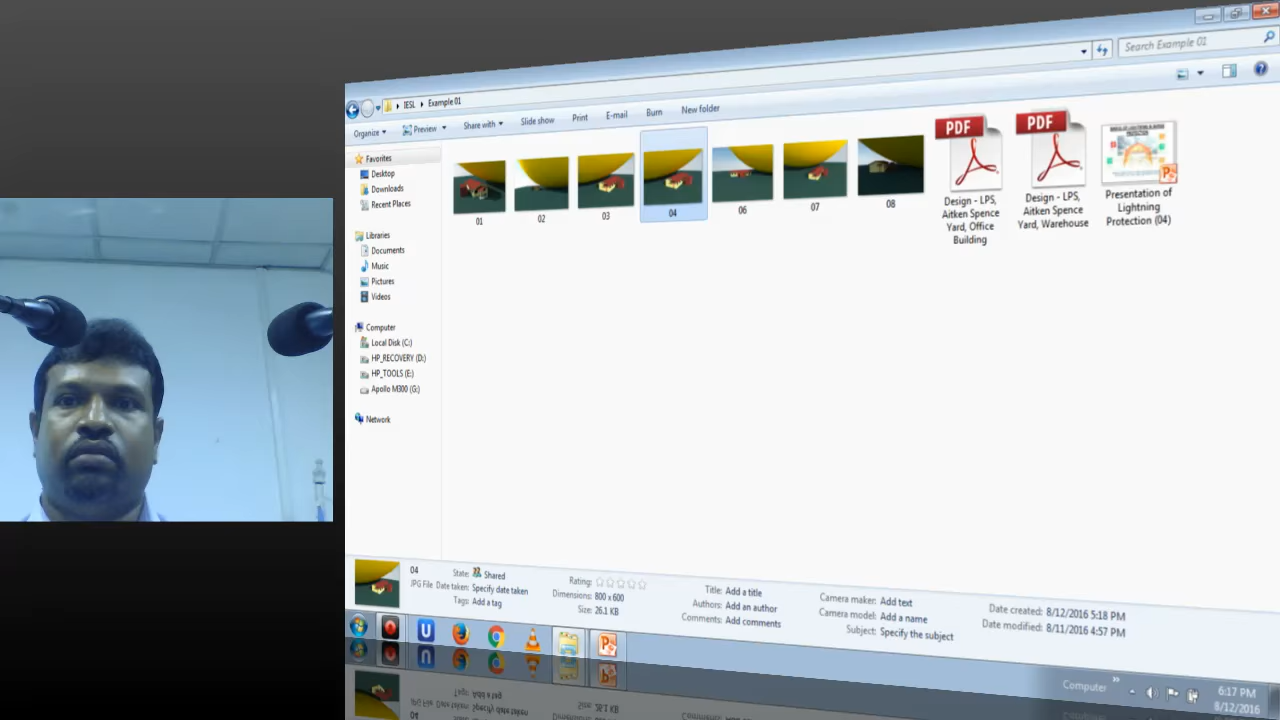 Search Example 01
IESL ▸ Example 01
Organize
Preview
Share with
Slide show
Print
E-mail
Burn
New folder
Favorites
Desktop
Downloads
Recent Places
Libraries
Documents
Music
Pictures
Videos
Computer
Local Disk (C:)
HP_RECOVERY (D:)
HP_TOOLS (E:)
Apollo M300 (G:)
Network
01
02
03
04
06
07
08
PDF
Design - LPS,
Aitken Spence
Yard, Office
Building
PDF
Design - LPS,
Aitken Spence
Yard, Warehouse
Presentation of
Lightning
Protection (04)
04
JPG File
State: Shared
Date taken: Specify date taken
Tags: Add a tag
Rating:
Dimensions: 800 x 600
Size: 26.1 KB
Title: Add a title
Authors: Add an author
Comments: Add comments
Camera maker: Add text
Camera model: Add a name
Subject: Specify the subject
Date created: 8/12/2016 5:18 PM
Date modified: 8/11/2016 4:57 PM
Computer
6:17 PM
8/12/2016